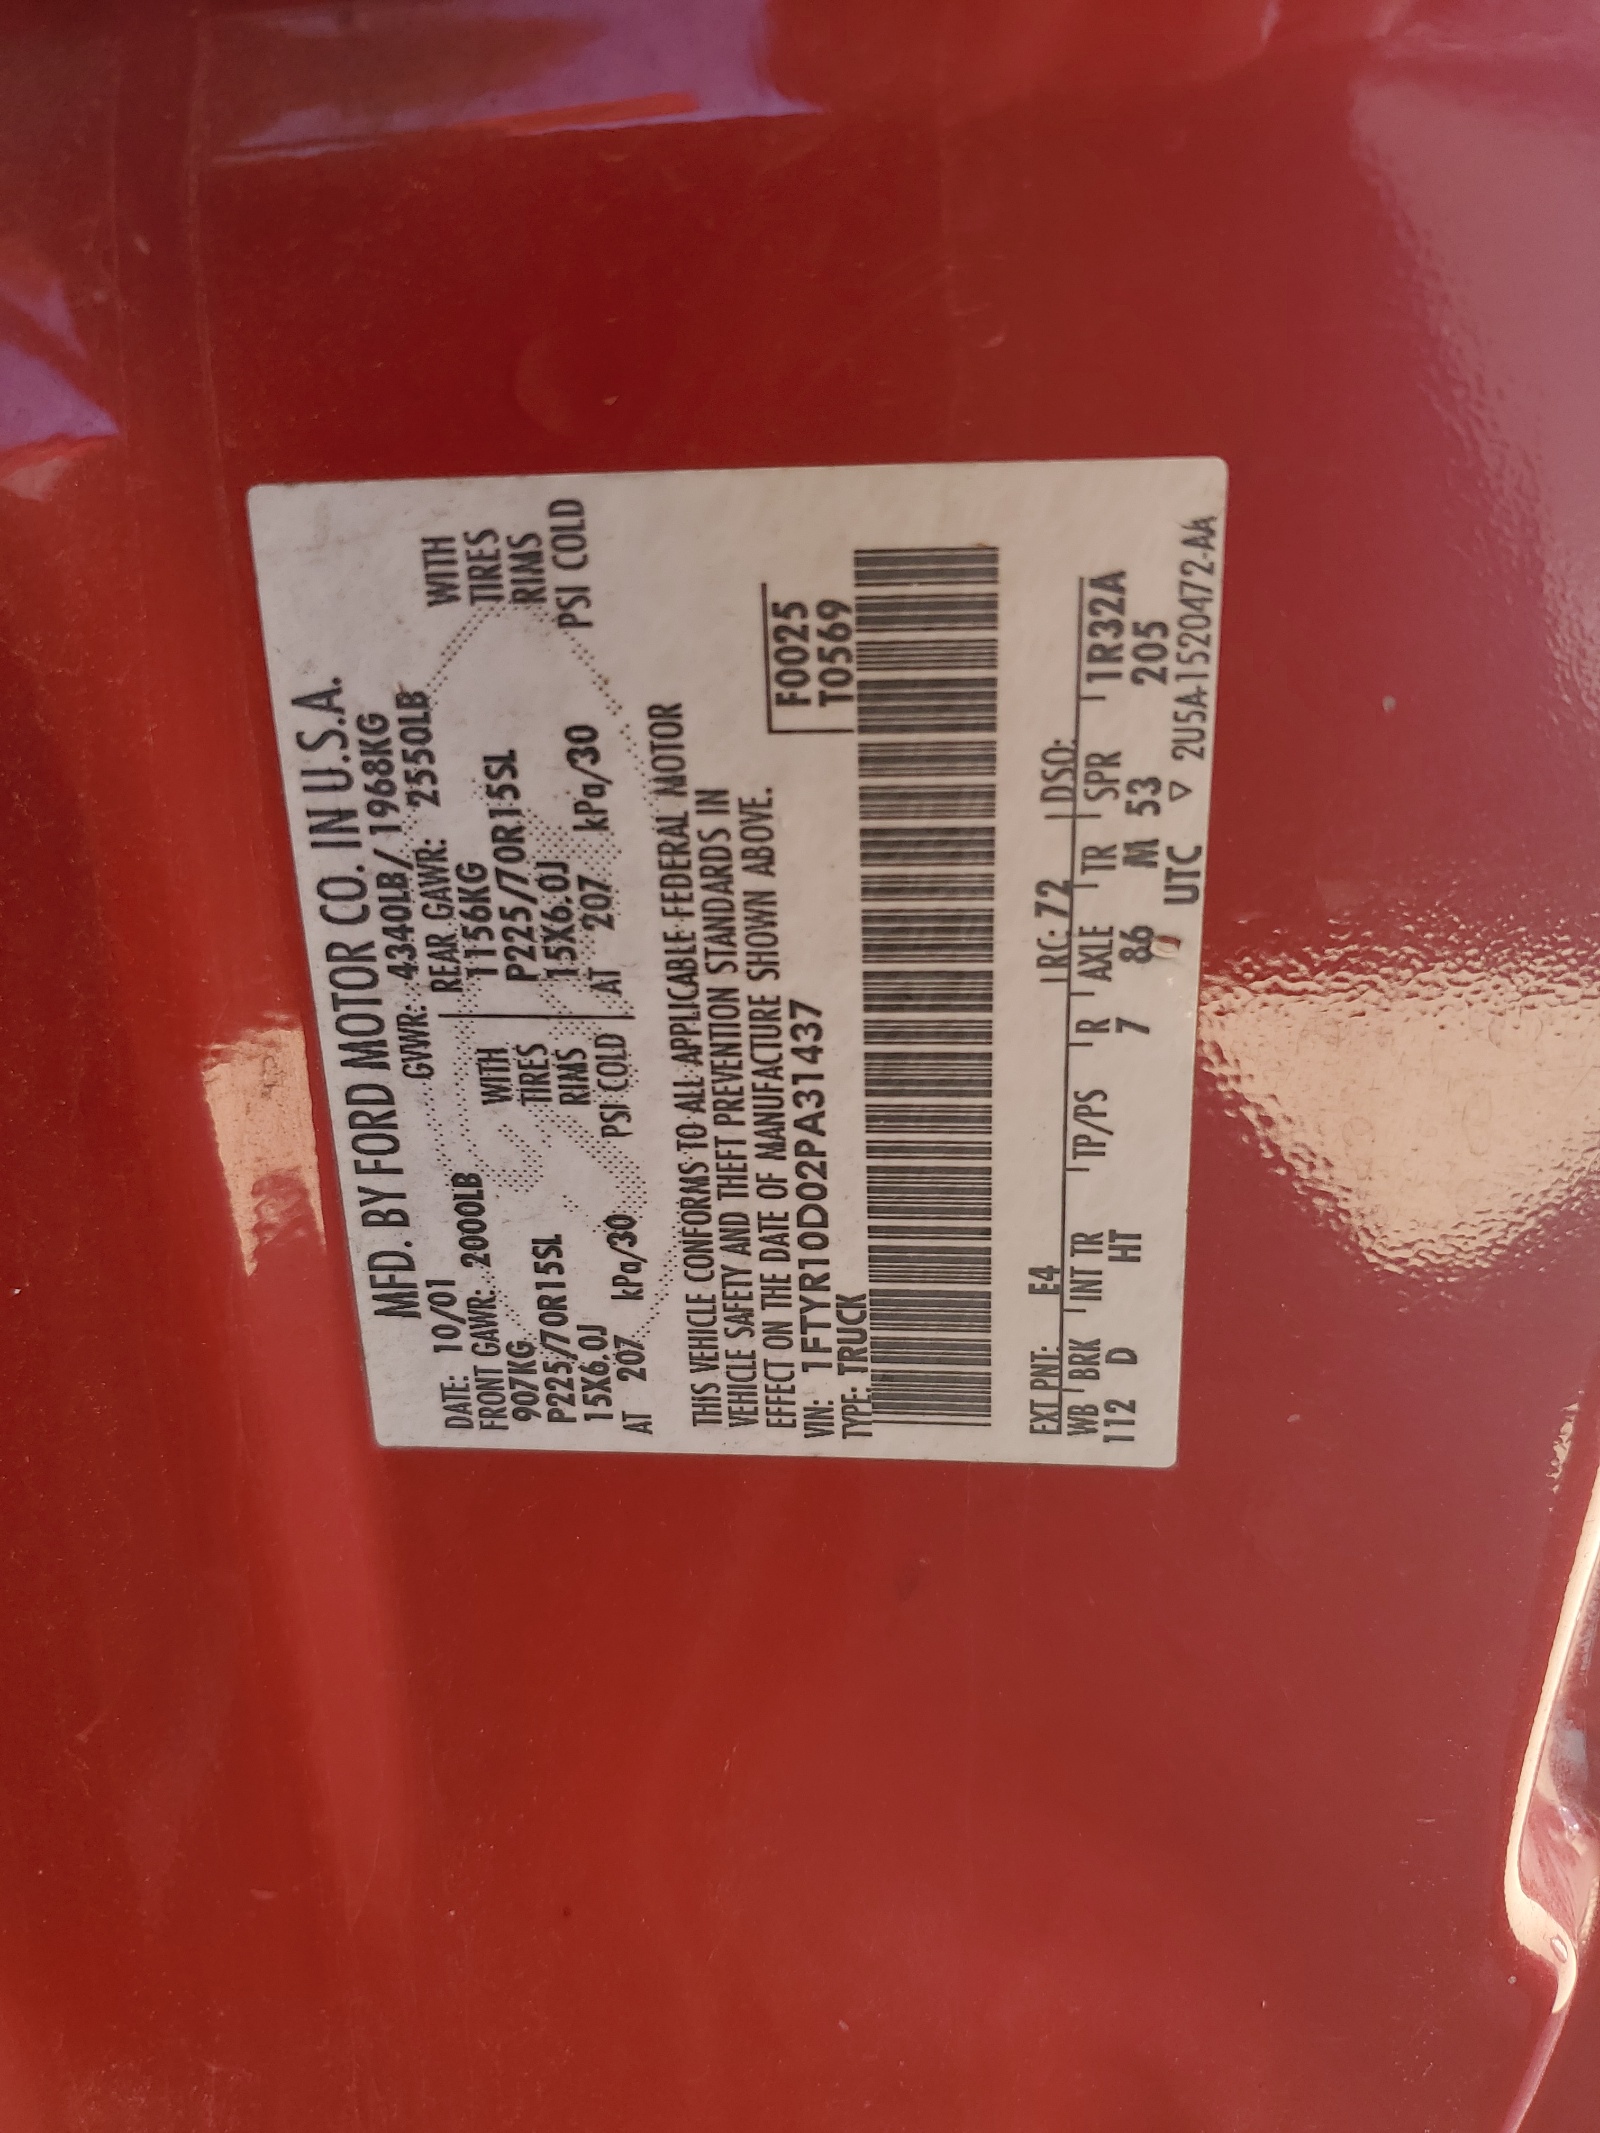 MFD. BY FORD MOTOR CO. IN U.S.A.
DATE: 10/01 GVWR: 4340LB/ 1968KG
FRONT GAWR: 2000LB REAR GAWR: 2550LB
907KG WITH 1156KG WITH
P225/70R15SL TIRES P225/70R15SL TIRES
15X6.0J RIMS 15X6.0J RIMS
AT 207 kPa/30 PSI COLD AT 207 kPa/30 PSI COLD
THIS VEHICLE CONFORMS TO ALL APPLICABLE FEDERAL MOTOR
VEHICLE SAFETY AND THEFT PREVENTION STANDARDS IN
EFFECT ON THE DATE OF MANUFACTURE SHOWN ABOVE.
VIN: 1FTYR10D02PA31437 F0025
TYPE: TRUCK T0569
EXT PNT: E4 RC: 72 DSO:
WB BRK INT TR TP/PS R AXLE TR SPR 1R32A
112 D HT 7 86 M 53 205
UTC ▽ 2U5A-1520472-AA